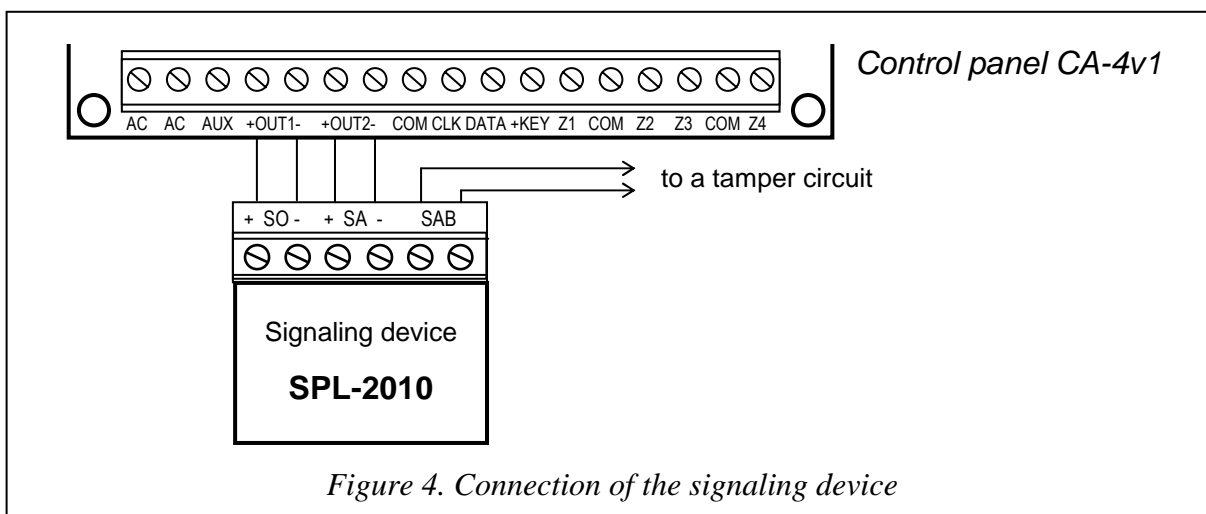 Control panel CA-4v1
AC AC AUX +OUT1- +OUT2- COM CLK DATA +KEY Z1 COM Z2 Z3 COM Z4
to a tamper circuit
+ SO - + SA - SAB
Signaling device
SPL-2010
Figure 4. Connection of the signaling device